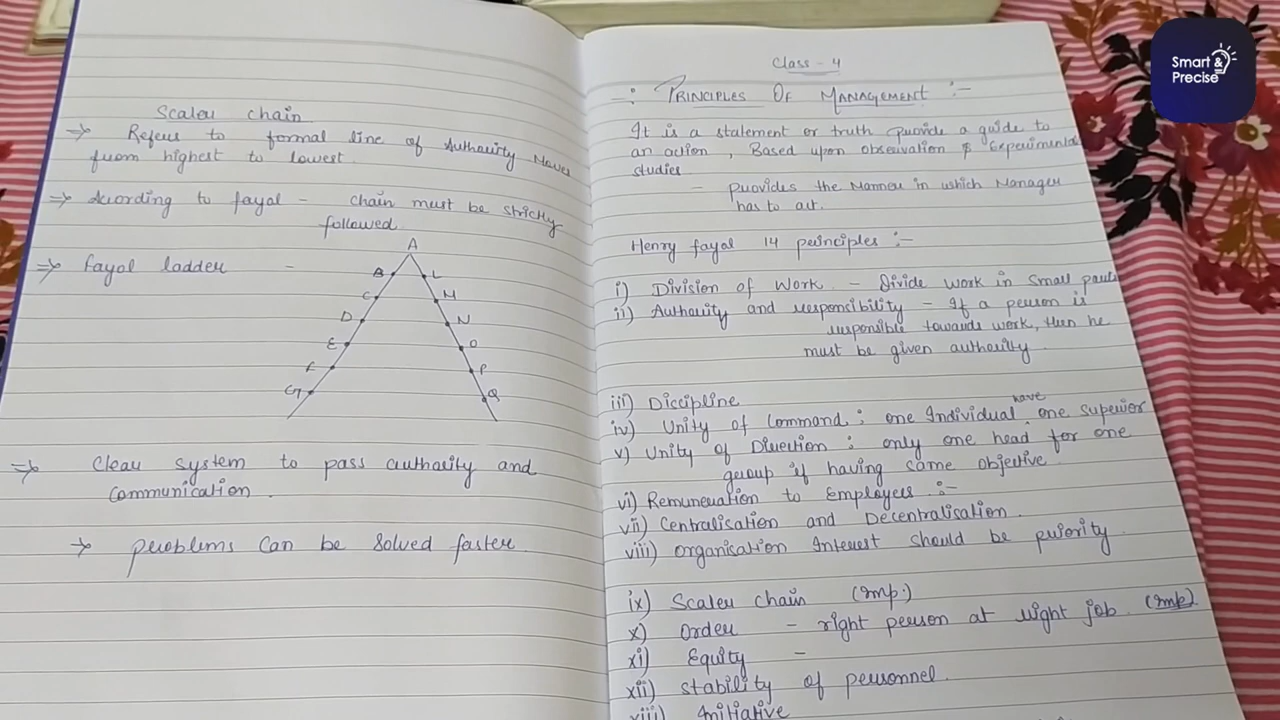 Scaler chain
→ Refers to formal line of Authority Moves
from highest to lowest.
→ According to fayal - chain must be strictly
followed.
→ Fayal ladder -
A
B L
C M
D N
E O
F P
G Q
→ Clear system to pass authority and
Communication.
→ problems can be solved faster
Class - 4
-: PRINCIPLES OF MANAGEMENT :-
It is a statement or truth provide a guide to
an action, Based upon observation & Experimental
studies
- provides the Manner in which Manager
has to act.
Henry fayal 14 principles :-
i) Division of Work - Divide work in small parts
ii) Authority and responsibility - If a person is
responsible towards work, then he
must be given authority.
iii) Discipline
have
iv) Unity of Command : one Individual one superior
v) Unity of Direction : only one head for one
group if having same objective.
vi) Remuneration to Employees :-
vii) Centralisation and Decentralisation.
viii) Organisation Interest should be priority.
ix) Scaler chain (Imp.)
x) Order - right person at right job (Imp)
xi) Equity -
xii) Stability of personnel.
xiii) Initiative
Smart &
Precise